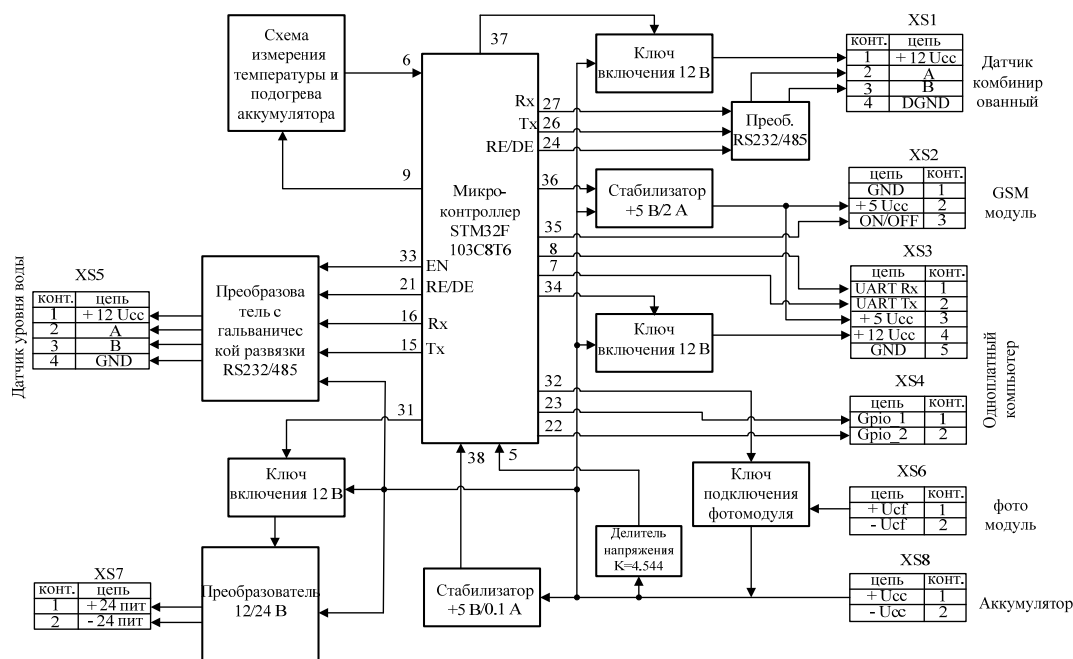 Схема
измерения
температуры и
подогрева
аккумулятора
6
9
37
Микро-
контроллер
STM32F
103C8T6
Ключ
включения 12 В
XS1
конт. цепь
1 + 12 Ucc
2 A
3 B
4 DGND
Датчик
комбинир
ованный
Rx 27
Tx 26
RE/DE 24
Преоб.
RS232/485
36
Стабилизатор
+5 В/2 А
XS2
цепь конт.
GND 1
+ 5 Ucc 2
ON/OFF 3
GSM
модуль
35
8
7
34
Ключ
включения 12 В
XS3
UART Rx 1
UART Tx 2
+ 5 Ucc 3
+ 12 Ucc 4
GND 5
Одноплатный
компьютер
33 EN
21 RE/DE
16 Rx
15 Tx
Преобразова
тель с
гальваничес
кой развязки
RS232/485
XS5
конт. цепь
1 + 12 Ucc
2 A
3 B
4 GND
Датчик уровня воды
32
23
22
XS4
цепь конт.
Gpio_1 1
Gpio_2 2
31
38
5
Ключ
включения 12 В
Ключ
подключения
фотомодуля
XS6
цепь конт.
+ Ucf 1
- Ucf 2
фото
модуль
Делитель
напряжения
K=4.544
XS7
конт. цепь
1 + 24 пит
2 - 24 пит
Преобразователь
12/24 В
Стабилизатор
+5 В/0.1 А
XS8
цепь конт.
+ Ucc 1
- Ucc 2
Аккумулятор